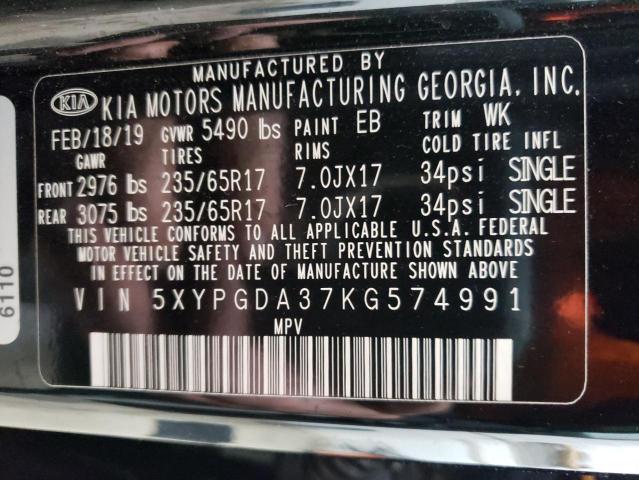 MANUFACTURED BY
KIA KIA MOTORS MANUFACTURING GEORGIA, INC.
FEB/18/19 GVWR 5490 lbs PAINT EB TRIM WK
GAWR TIRES RIMS COLD TIRE INFL
FRONT 2976 lbs 235/65R17 7.0JX17 34psi SINGLE
REAR 3075 lbs 235/65R17 7.0JX17 34psi SINGLE
THIS VEHICLE CONFORMS TO ALL APPLICABLE U.S.A. FEDERAL
MOTOR VEHICLE SAFETY AND THEFT PREVENTION STANDARDS
IN EFFECT ON THE DATE OF MANUFACTURE SHOWN ABOVE
VIN 5XYPGDA37KG574991
MPV
6110